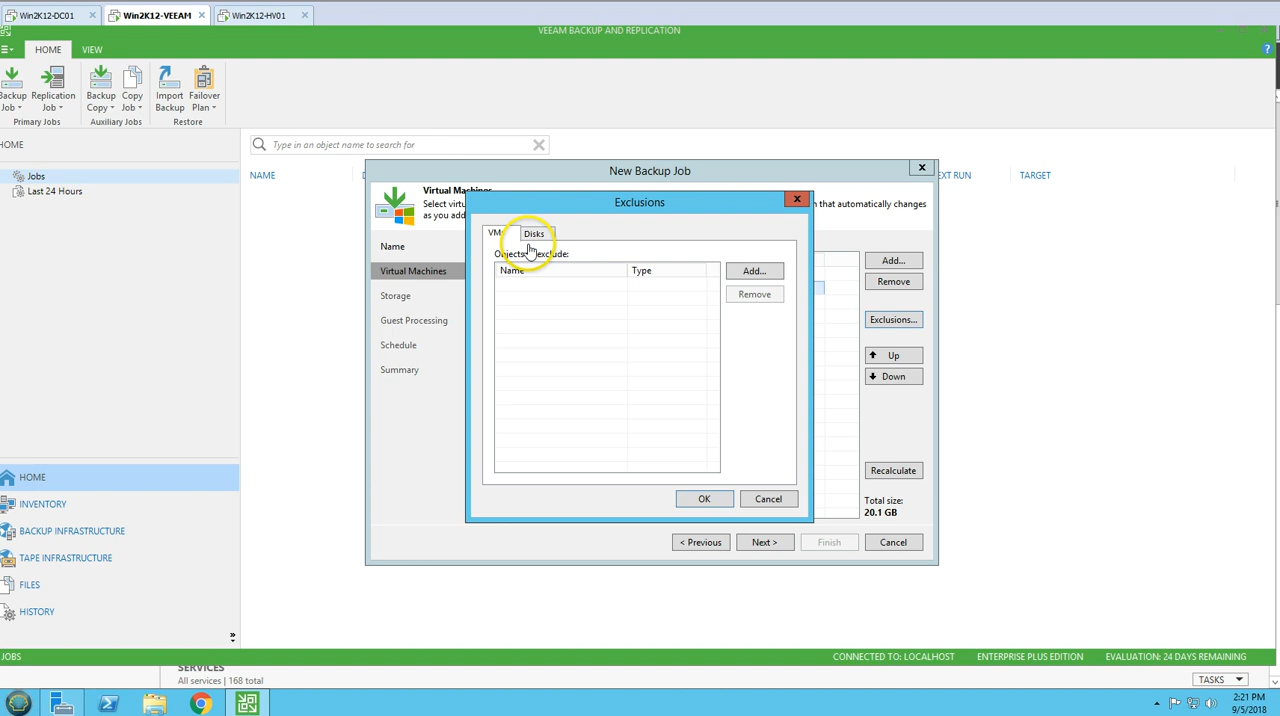 Win2K12-DC01
Win2K12-VEEAM
Win2K12-HV01
VEEAM BACKUP AND REPLICATION
HOME
VIEW
Backup Job
Replication Job
Backup Copy
Copy Job
Import Backup
Failover Plan
Primary Jobs
Auxiliary Jobs
Restore
HOME
Type in an object name to search for
Jobs
Last 24 Hours
NAME
EXT RUN
TARGET
New Backup Job
Virtual Machines
Select virtu
as you add
n that automatically changes
Name
Virtual Machines
Storage
Guest Processing
Schedule
Summary
Exclusions
VMs
Disks
Objects exclude:
Name
Type
Add...
Remove
OK
Cancel
Add...
Remove
Exclusions...
Up
Down
Recalculate
Total size:
20.1 GB
< Previous
Next >
Finish
Cancel
HOME
INVENTORY
BACKUP INFRASTRUCTURE
TAPE INFRASTRUCTURE
FILES
HISTORY
JOBS
CONNECTED TO: LOCALHOST
ENTERPRISE PLUS EDITION
EVALUATION: 24 DAYS REMAINING
SERVICES
All services | 168 total
TASKS
2:21 PM
9/5/2018